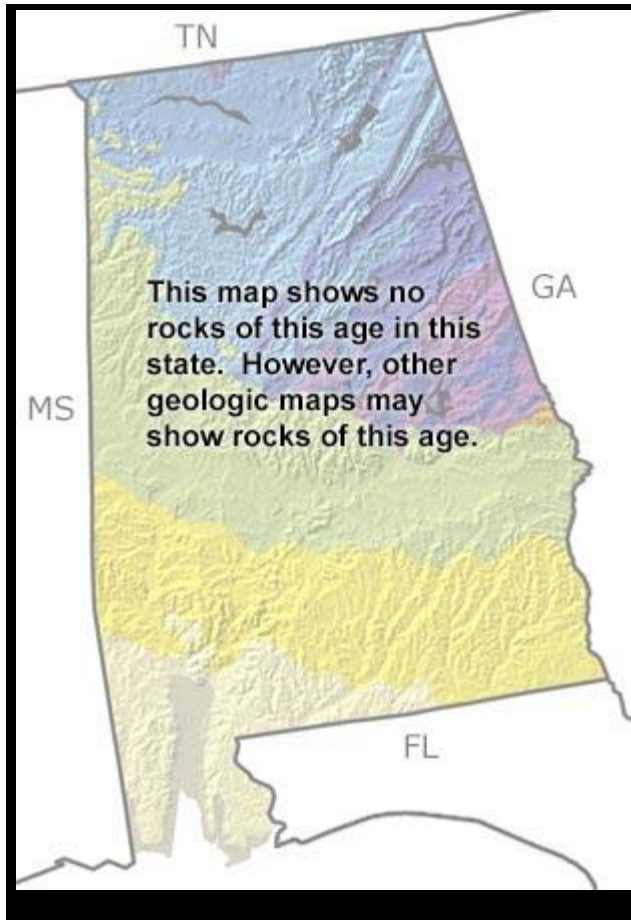 TN
GA
This map shows no
rocks of this age in this
state.  However, other
geologic maps may
show rocks of this age.
MS
FL